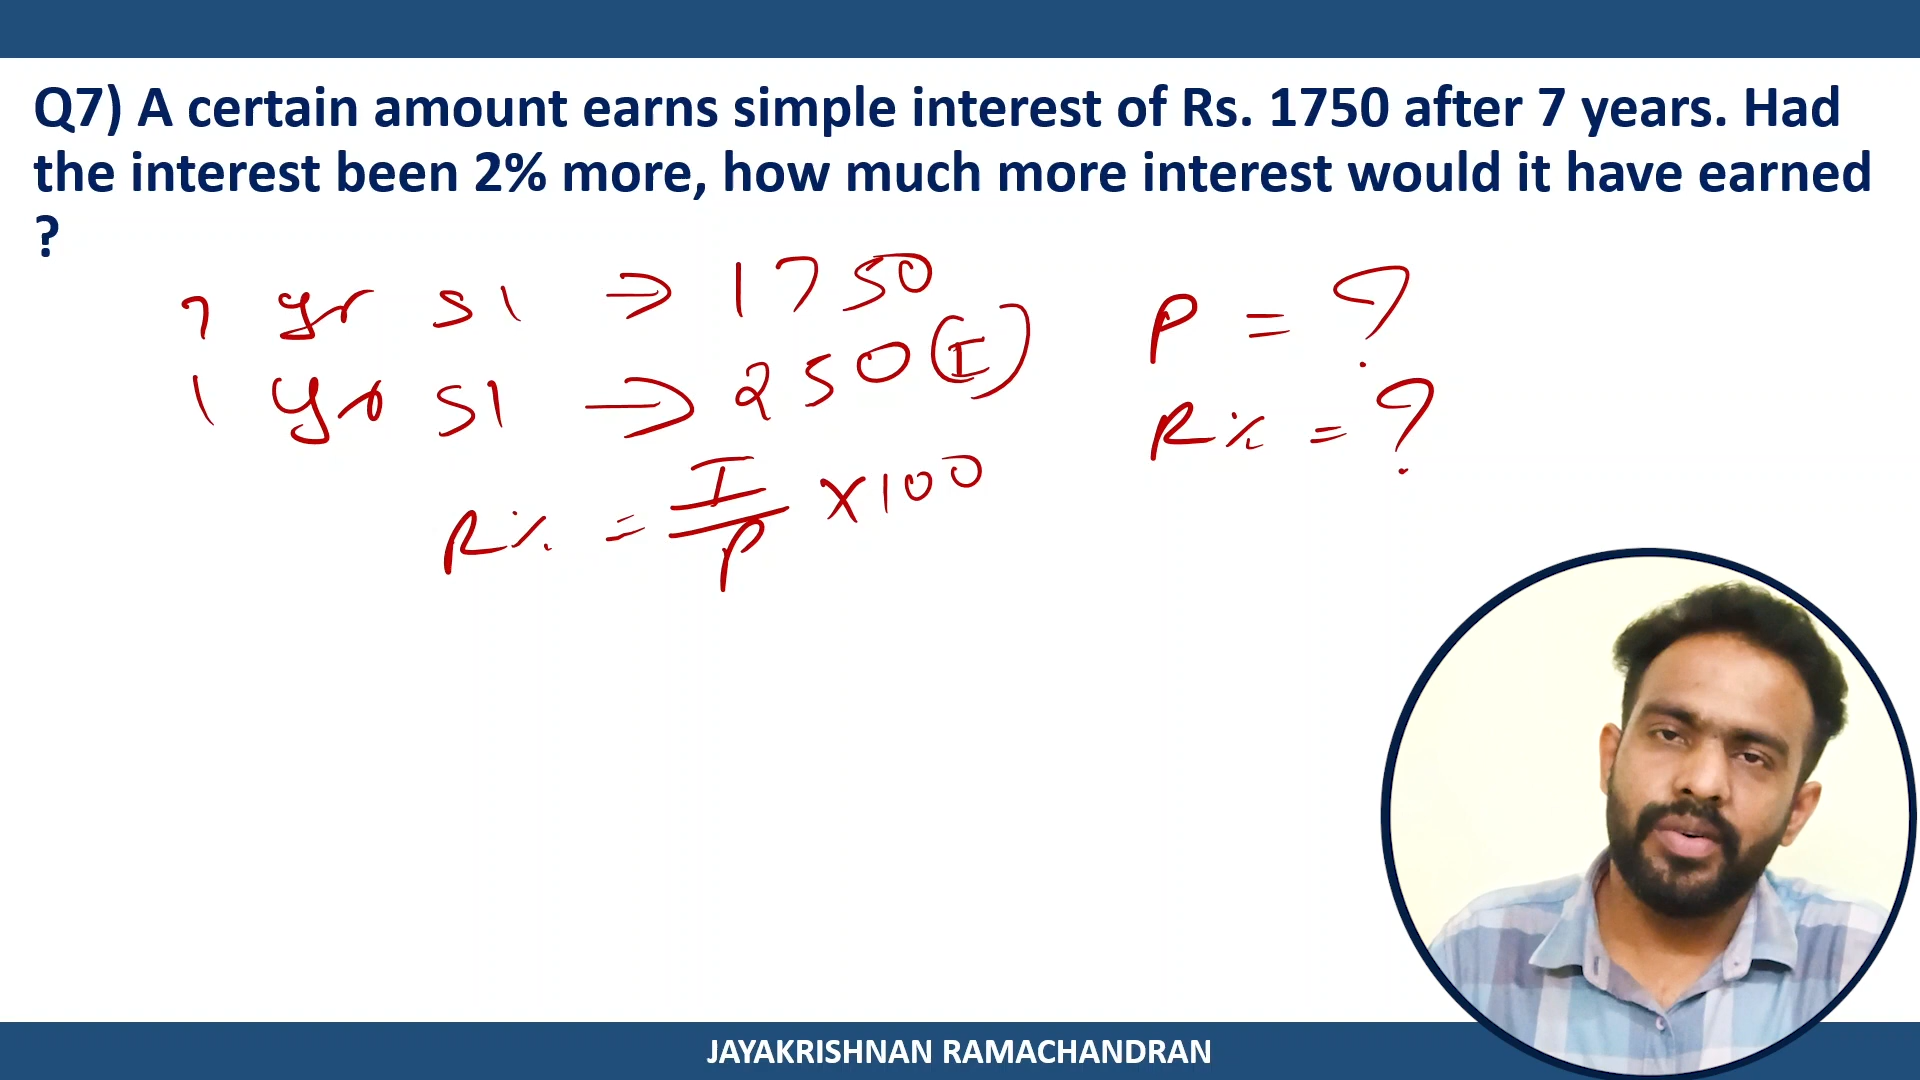 Q7) A certain amount earns simple interest of Rs. 1750 after 7 years. Had
the interest been 2% more, how much more interest would it have earned
?
7 yr SI ⇒ 1750
1 yr SI → 250 (I)
P = ?
R% = ?
R% = I/P × 100
JAYAKRISHNAN RAMACHANDRAN